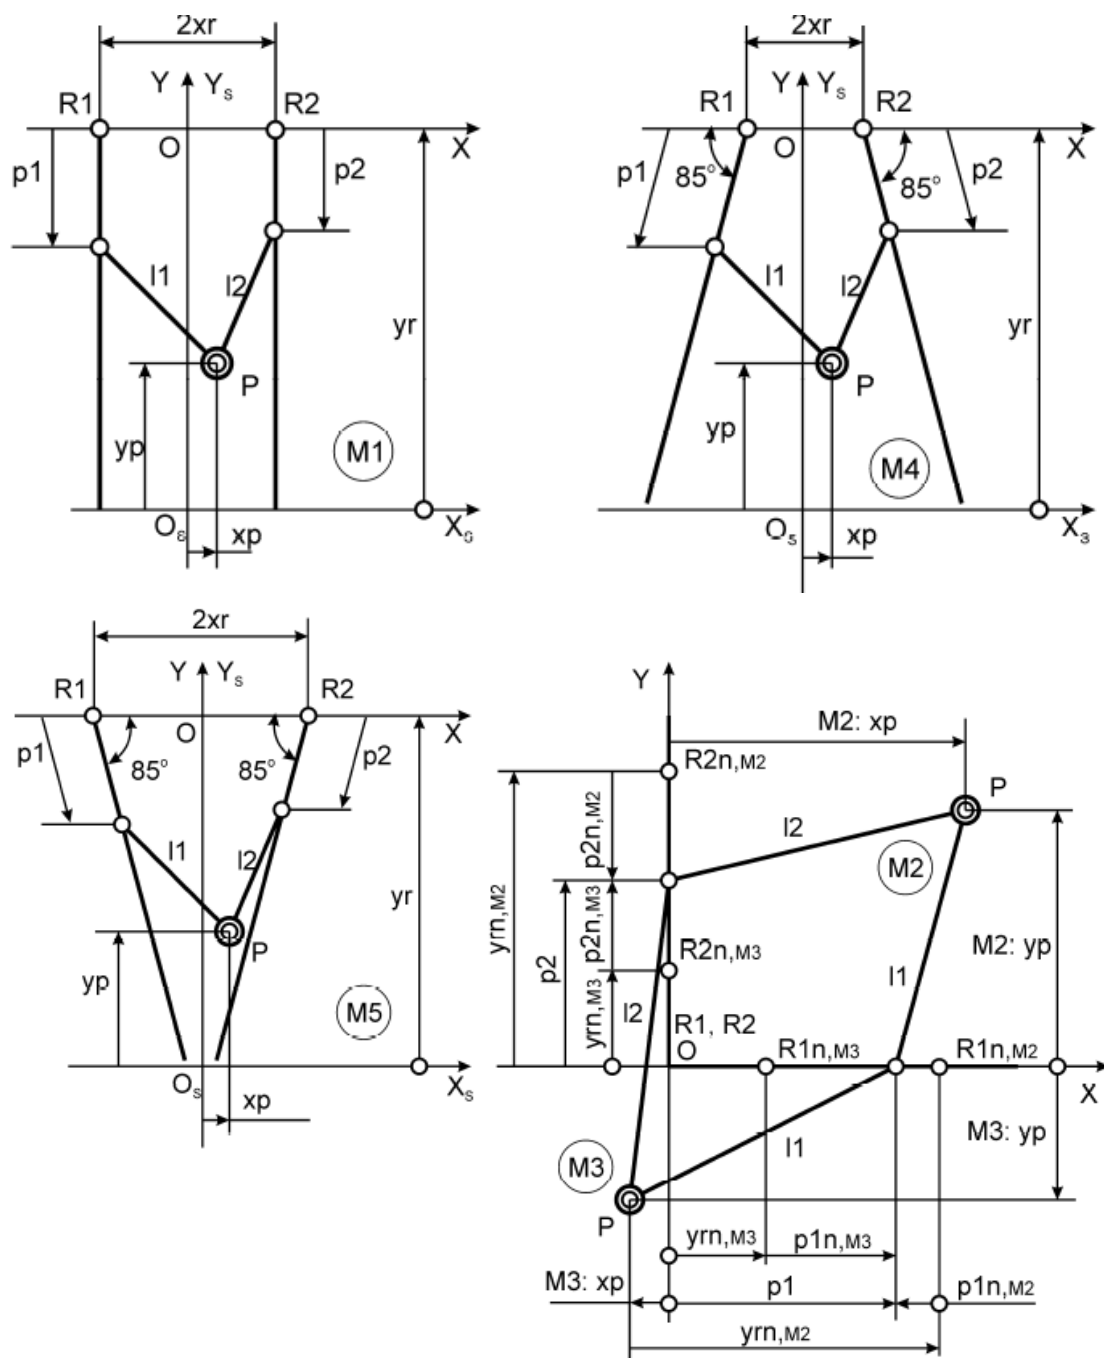 2xr
Y Yₛ
R1 R2
O X
p1 p2
l1 l2
yr
P
yp
M1
Oₛ xp Xₛ
2xr
Y Yₛ
R1 R2
O X
p1 85° 85° p2
l1 l2
yr
P
yp
M4
Oₛ xp Xₛ
2xr
Y Yₛ
R1 R2
O X
p1 85° 85° p2
l1 l2
yr
P
yp
M5
Oₛ xp Xₛ
Y
M2: xp
R2n,M2
P
p2n,M2
l2
M2
yrn,M2
p2n,M3
p2
R2n,M3
M2: yp
l1
yrn,M3
l2
R1, R2
O R1n,M3 R1n,M2
X
M3: yp
l1
M3
P
yrn,M3 p1n,M3
M3: xp p1 p1n,M2
yrn,M2